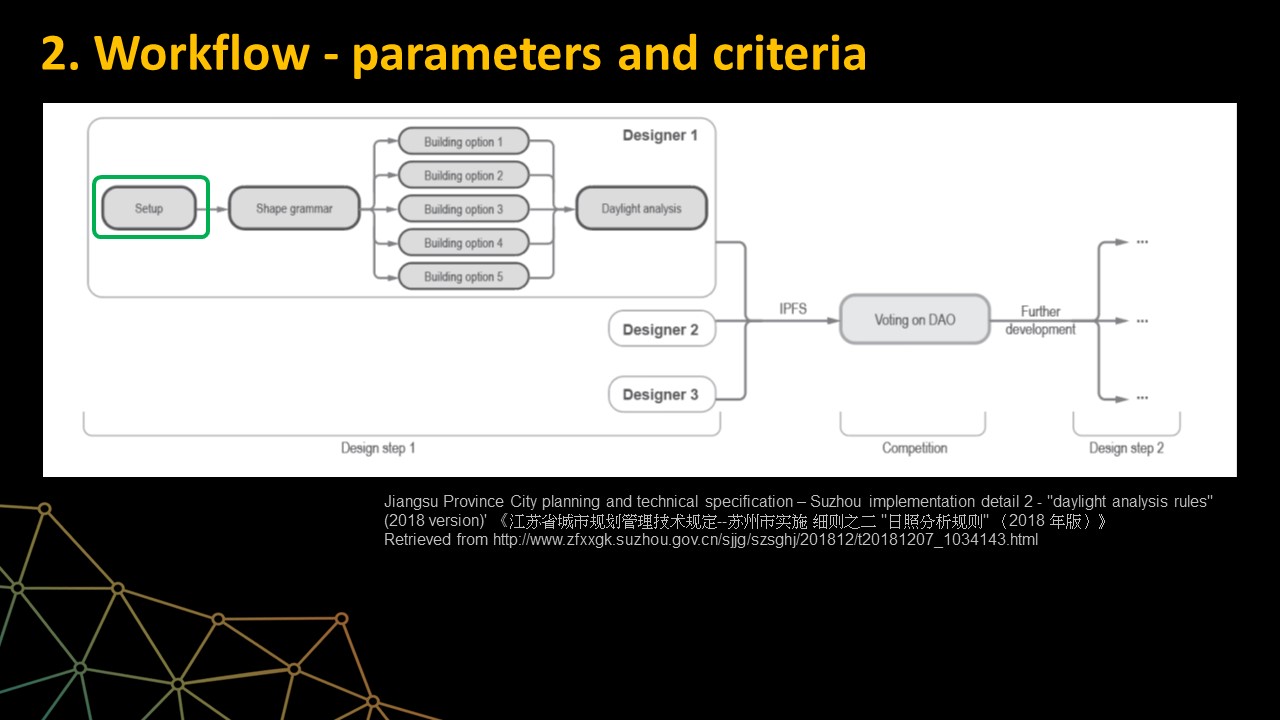 2. Workflow - parameters and criteria
Designer 1
Setup
Shape grammar
Building option 1
Building option 2
Building option 3
Building option 4
Building option 5
Daylight analysis
Designer 2
Designer 3
IPFS
Voting on DAO
Further
development
...
...
...
Design step 1
Competition
Design step 2
Jiangsu Province City planning and technical specification – Suzhou implementation detail 2 - "daylight analysis rules"
(2018 version)' 《江苏省城市规划管理技术规定--苏州市实施 细则之二 "日照分析规则" （2018 年版）》
Retrieved from http://www.zfxxgk.suzhou.gov.cn/sjjg/szsghj/201812/t20181207_1034143.html